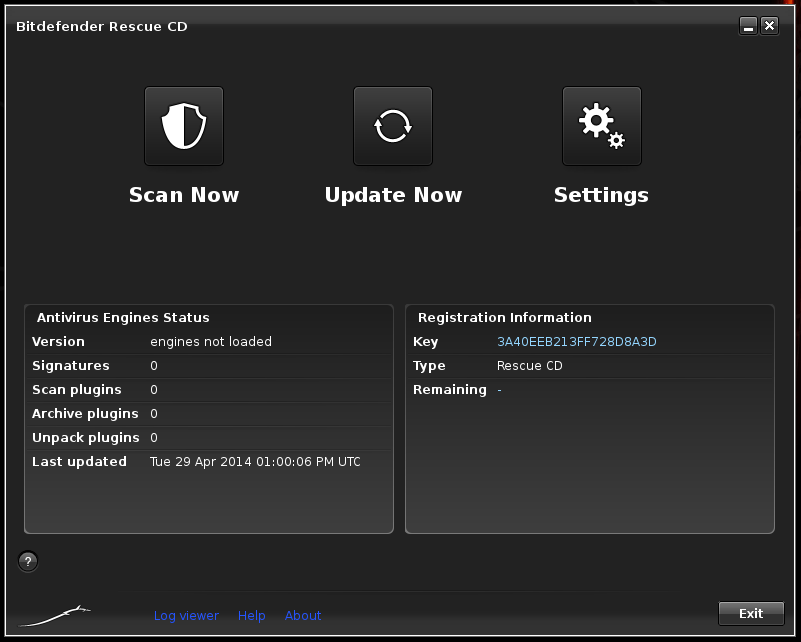 Bitdefender Rescue CD
Scan Now
Update Now
Settings
Antivirus Engines Status
Version engines not loaded
Signatures 0
Scan plugins 0
Archive plugins 0
Unpack plugins 0
Last updated Tue 29 Apr 2014 01:00:06 PM UTC
Registration Information
Key 3A40EEB213FF728D8A3D
Type Rescue CD
Remaining -
?
Log viewer Help About
Exit